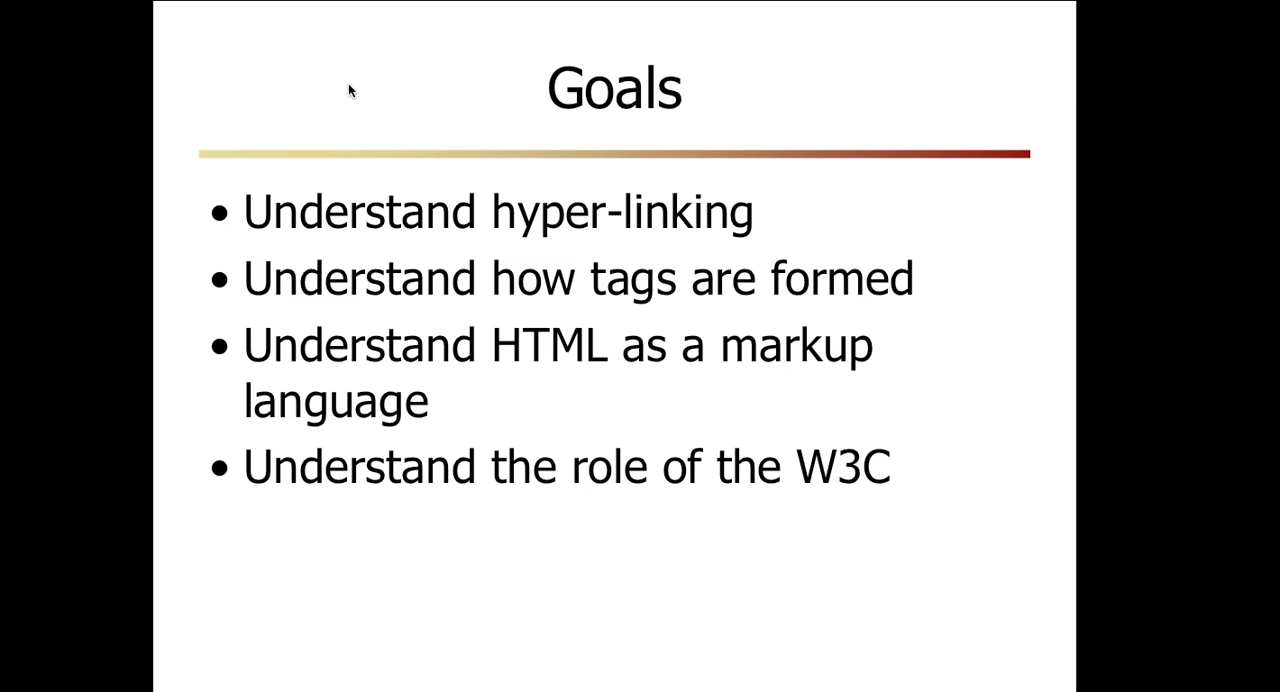 Goals
• Understand hyper-linking
• Understand how tags are formed
• Understand HTML as a markup
language
• Understand the role of the W3C